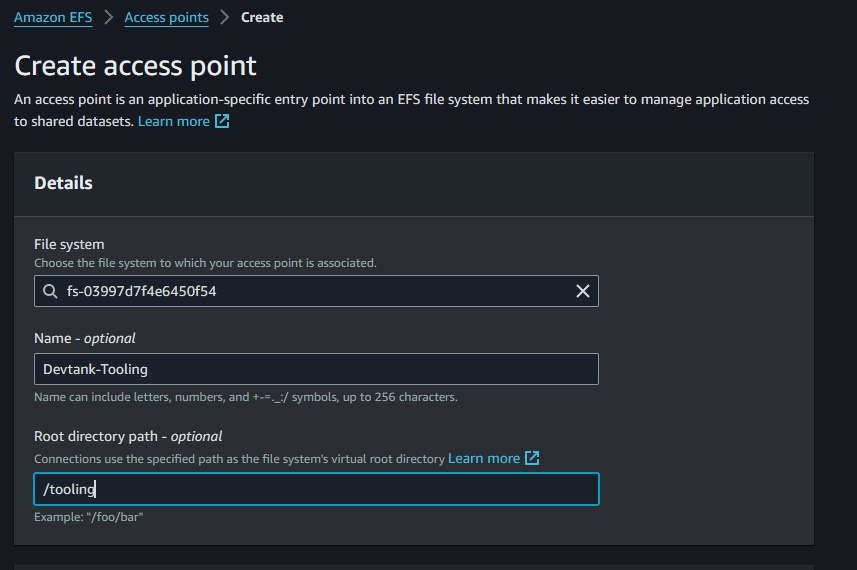 Amazon EFS > Access points > Create
Create access point
An access point is an application-specific entry point into an EFS file system that makes it easier to manage application access
to shared datasets. Learn more
Details
File system
Choose the file system to which your access point is associated.
fs-03997d7f4e6450f54
Name - optional
Devtank-Tooling
Name can include letters, numbers, and +-=._:/ symbols, up to 256 characters.
Root directory path - optional
Connections use the specified path as the file system's virtual root directory Learn more
/tooling
Example: "/foo/bar"